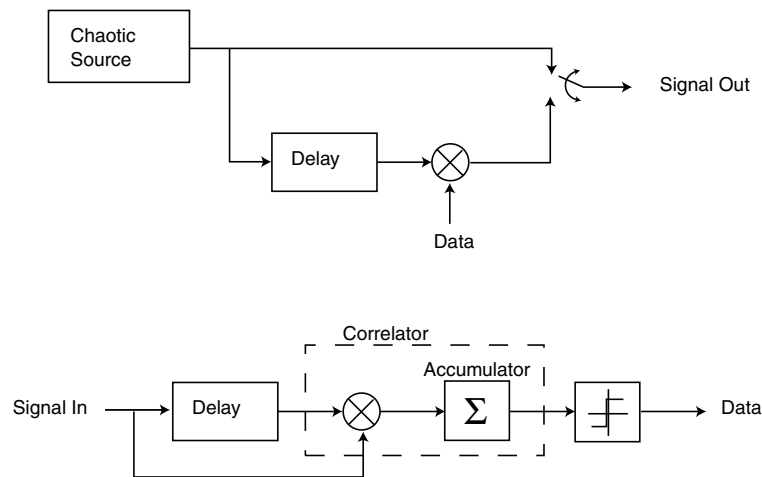 Chaotic
Source
Signal Out
Delay
Data
Correlator
Accumulator
Signal In
Delay
Σ
Data